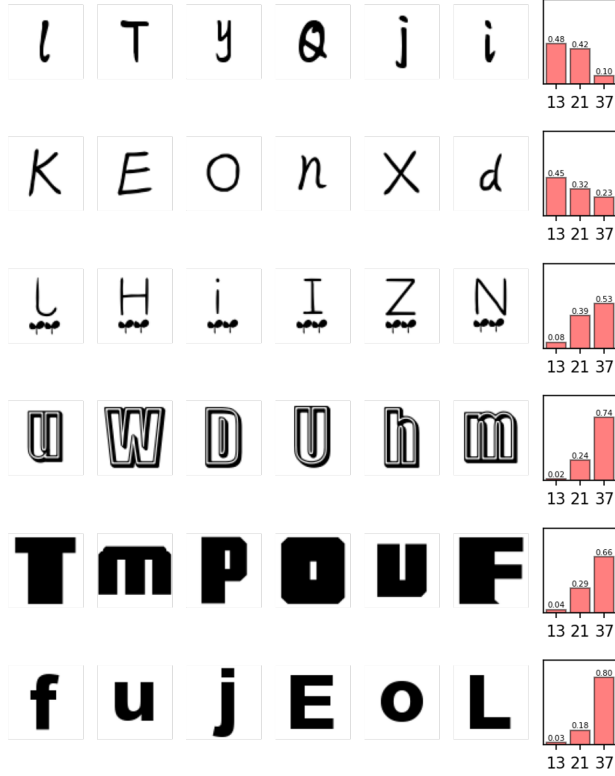 l T y Q j i
0.48 0.42 0.10
13 21 37
K E O n X d
0.45 0.32 0.23
13 21 37
L H i I Z N
0.08 0.39 0.53
13 21 37
u W D U h m
0.02 0.24 0.74
13 21 37
T m P O u F
0.04 0.29 0.66
13 21 37
f u j E o L
0.03 0.18 0.80
13 21 37